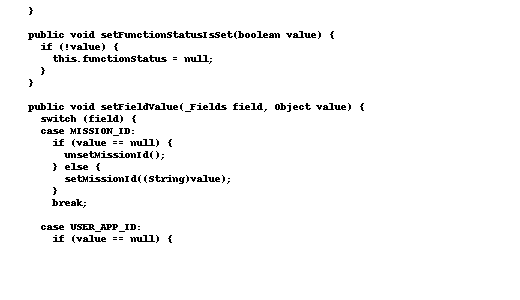 }

public void setFunctionStatusIsSet(boolean value) {
if (!value) {
this.functionStatus = null;
}
}

public void setFieldValue(_Fields field, Object value) {
switch (field) {
case MISSION_ID:
if (value == null) {
unsetMissionId();
} else {
setMissionId((String)value);
}
break;

case USER_APP_ID:
if (value == null) {